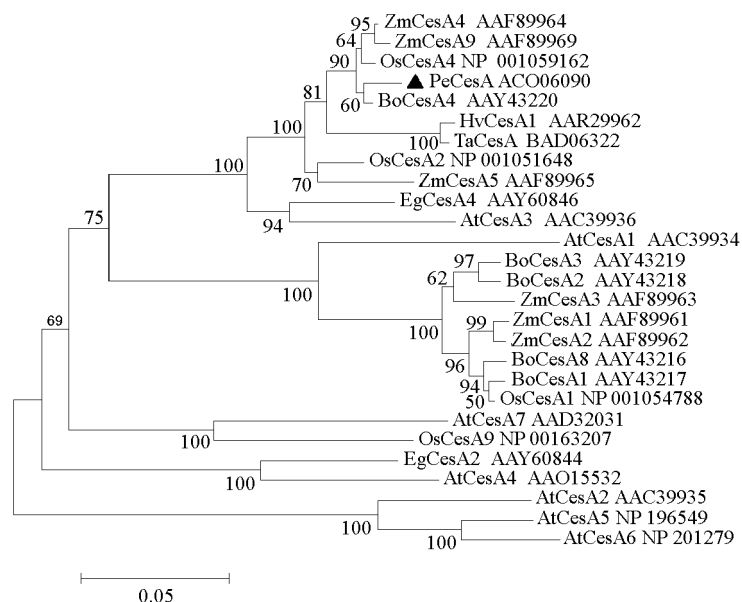 95 ZmCesA4 AAF89964
64 ZmCesA9 AAF89969
90 OsCesA4 NP 001059162
81 ▲ PeCesA ACO06090
60 BoCesA4 AAY43220
100 HvCesA1 AAR29962
100 TaCesA BAD06322
OsCesA2 NP 001051648
100 70 ZmCesA5 AAF89965
EgCesA4 AAY60846
75 94 AtCesA3 AAC39936
AtCesA1 AAC39934
97 BoCesA3 AAY43219
62 BoCesA2 AAY43218
100 ZmCesA3 AAF89963
69 99 ZmCesA1 AAF89961
100 ZmCesA2 AAF89962
96 BoCesA8 AAY43216
94 BoCesA1 AAY43217
50 OsCesA1 NP 001054788
AtCesA7 AAD32031
100 OsCesA9 NP 00163207
EgCesA2 AAY60844
100 AtCesA4 AAO15532
AtCesA2 AAC39935
100 AtCesA5 NP 196549
100 AtCesA6 NP 201279
0.05